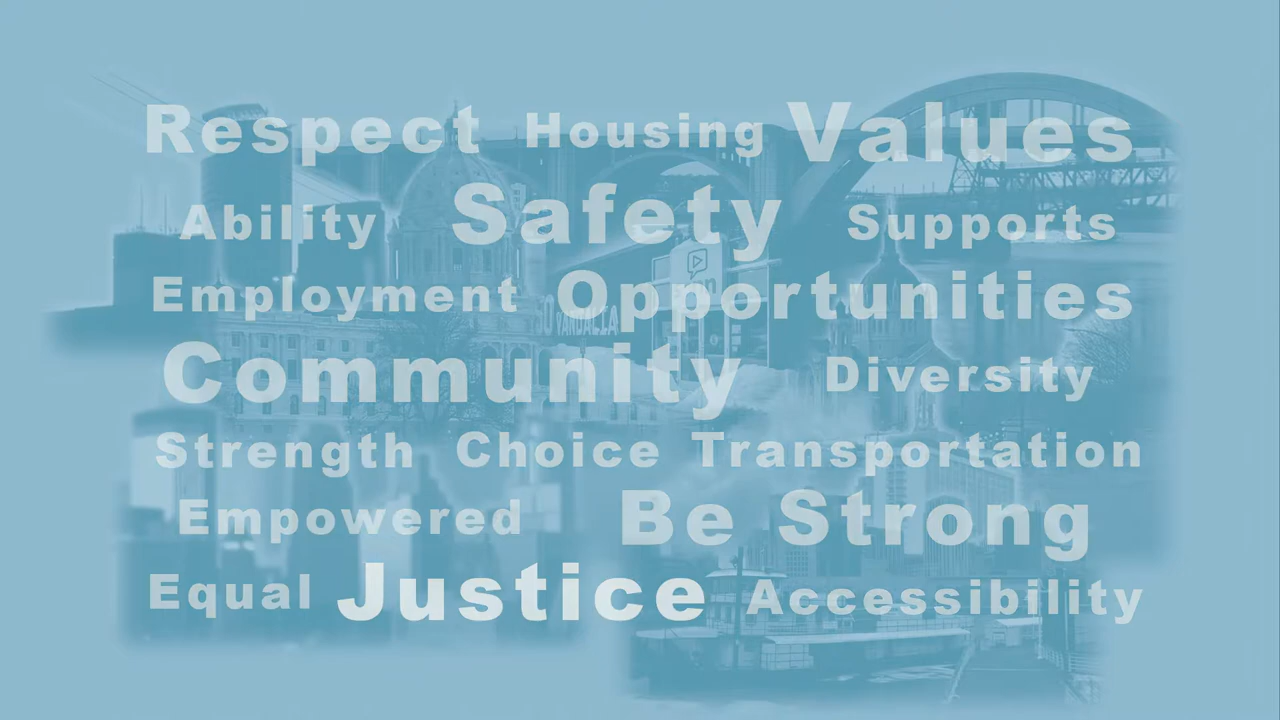 Respect Housing Values
Ability Safety Supports
Employment Opportunities
Community Diversity
Strength Choice Transportation
Empowered Be Strong
Equal Justice Accessibility